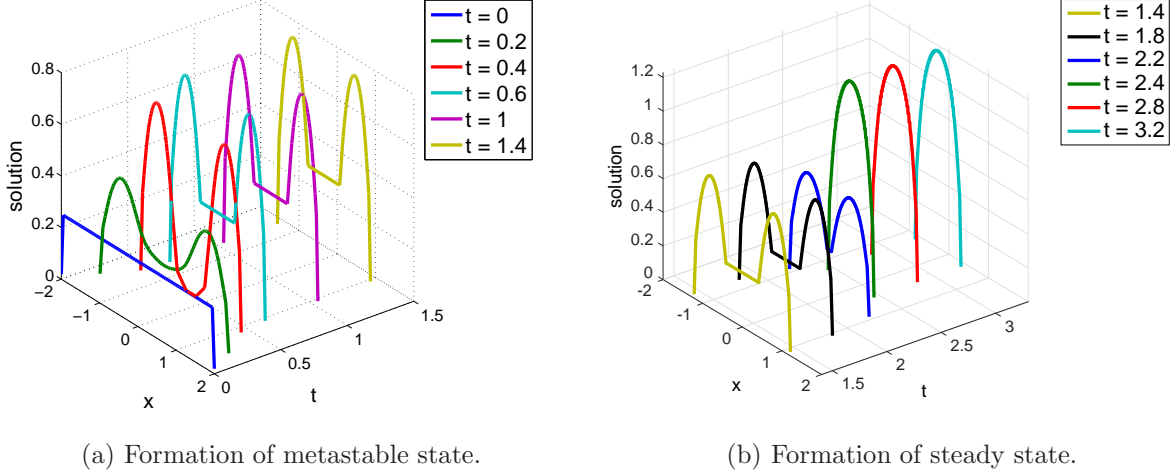 t = 0
t = 0.2
t = 0.4
t = 0.6
t = 1
t = 1.4
0.8
0.6
0.4
0.2
0
solution
−2
−1
0
1
2
x
0
0.5
1
1.5
t
(a) Formation of metastable state.
t = 1.4
t = 1.8
t = 2.2
t = 2.4
t = 2.8
t = 3.2
1.2
1
0.8
0.6
0.4
0.2
0
solution
-2
-1
0
1
2
x
1.5
2
2.5
3
t
(b) Formation of steady state.